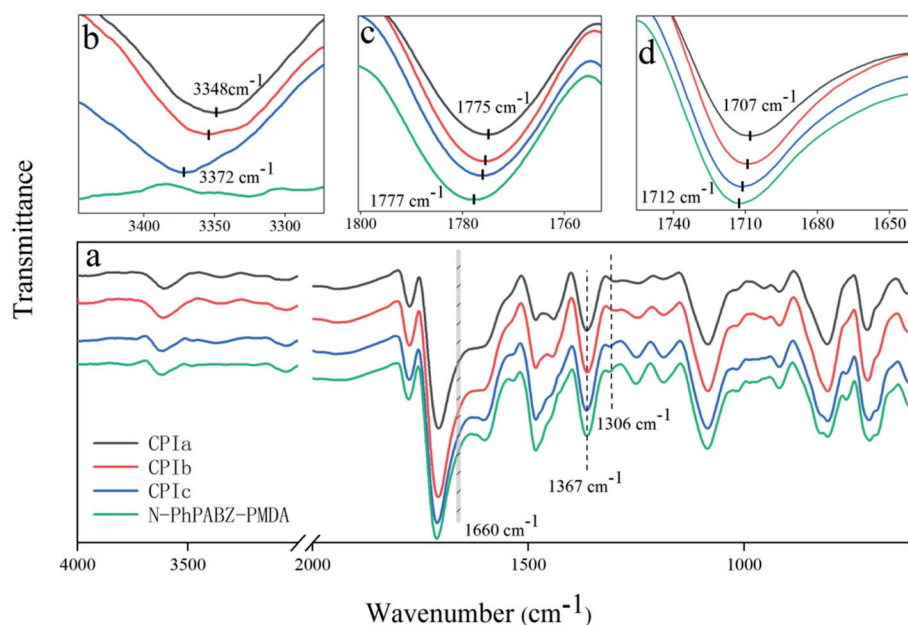 b
3348cm-1
3372 cm-1
3400 3350 3300
c
1775 cm-1
1777 cm-1
1800 1780 1760
d
1707 cm-1
1712 cm-1
1740 1710 1680 1650
Transmittance
a
CPIa
CPIb
CPIc
N-PhPABZ-PMDA
1660 cm-1
1367 cm-1
1306 cm-1
4000 3500 2000 1500 1000
Wavenumber (cm-1)